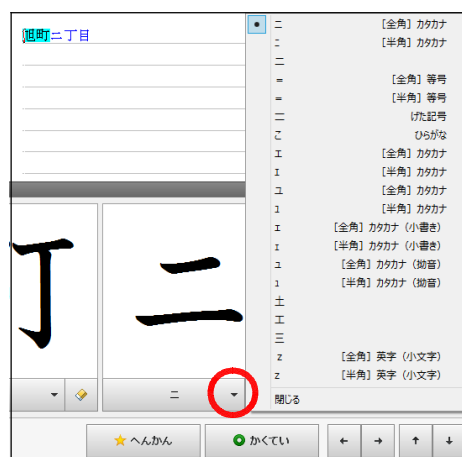 旭町ニ丁目
ニ [全角] カタカナ
ﾆ [半角] カタカナ
二
＝ [全角] 等号
= [半角] 等号
〓 げた記号
こ ひらがな
エ [全角] カタカナ
ｴ [半角] カタカナ
ユ [全角] カタカナ
ﾕ [半角] カタカナ
ェ [全角] カタカナ（小書き）
ｪ [半角] カタカナ（小書き）
ュ [全角] カタカナ（拗音）
ｭ [半角] カタカナ（拗音）
土
工
三
ｚ [全角] 英字（小文字）
z [半角] 英字（小文字）
閉じる
町 ニ
ニ
へんかん かくてい ← → ↑ ↓